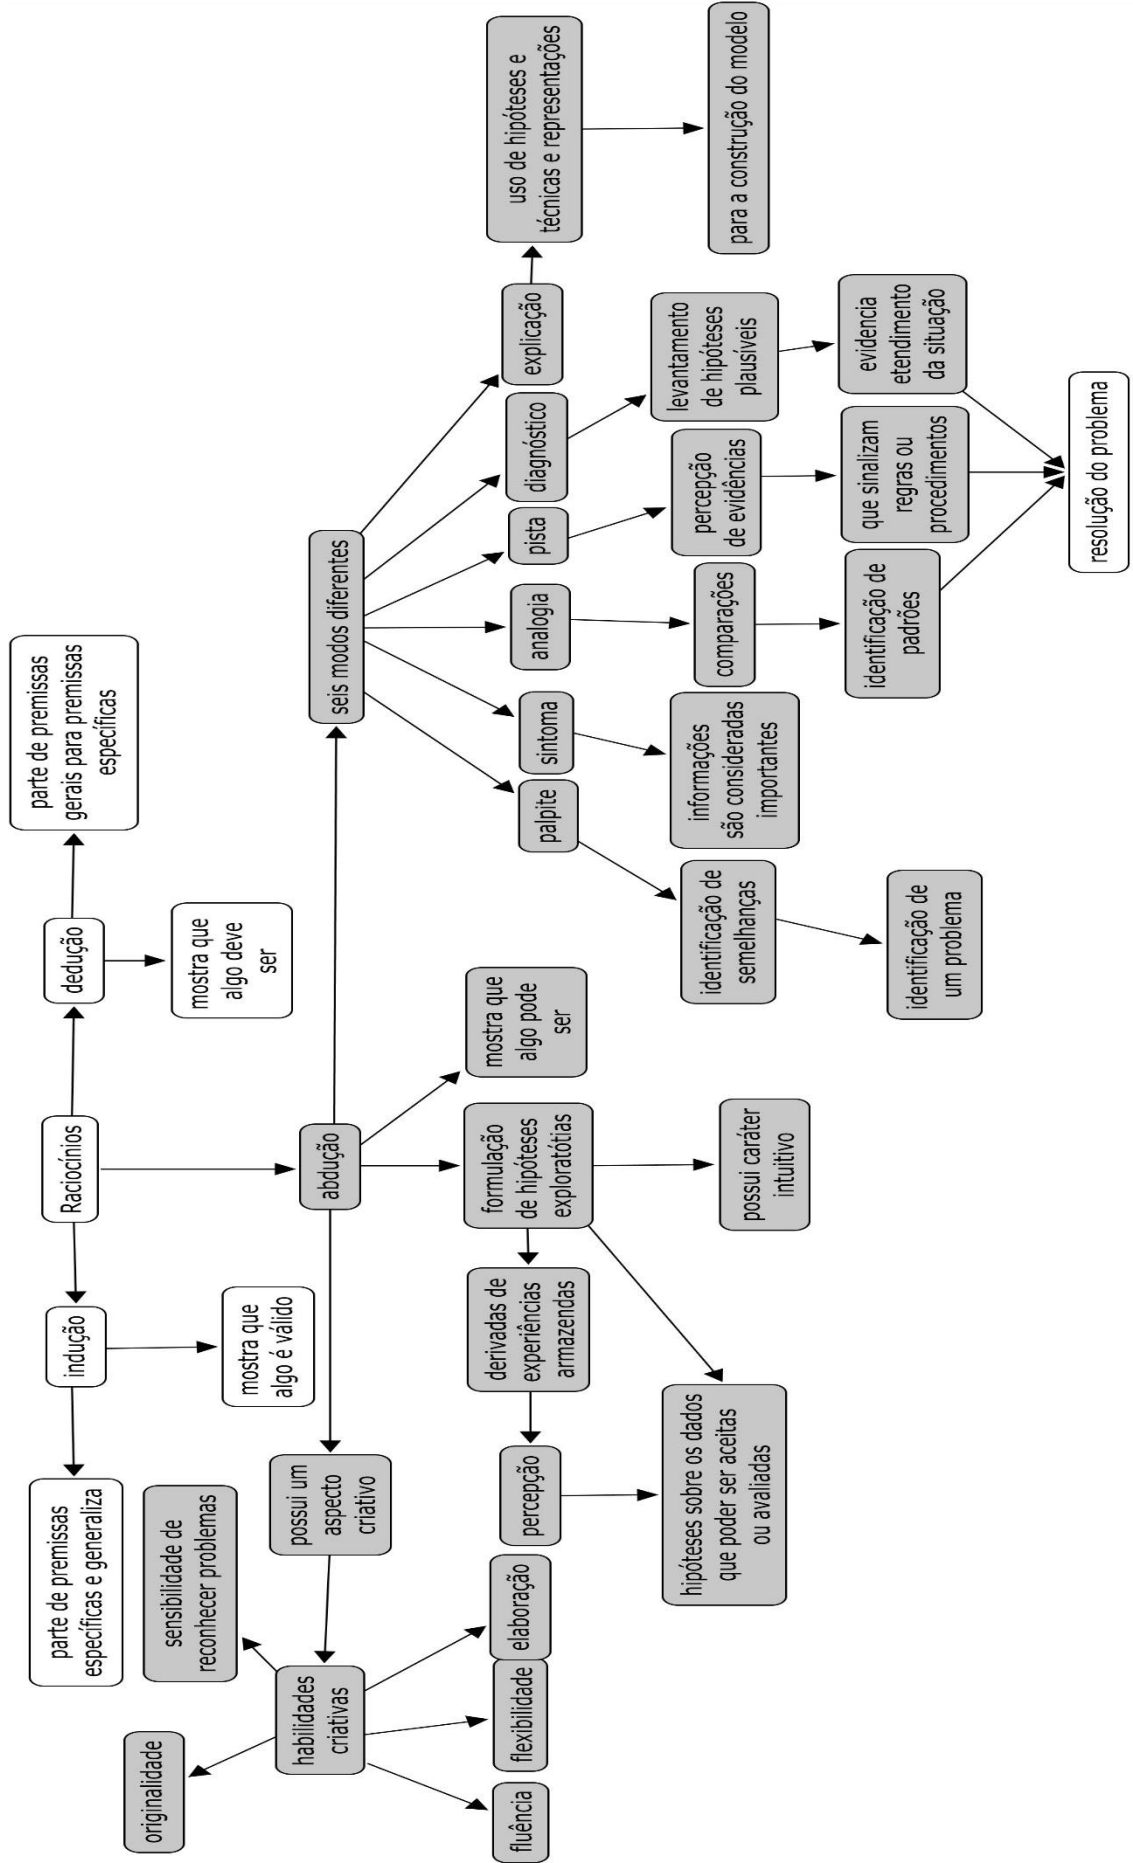 Raciocínios
indução
dedução
parte de premissas
específicas e generaliza
mostra que
algo é válido
mostra que
algo deve
ser
parte de premissas
gerais para premissas
específicas
abdução
possui um
aspecto
criativo
habilidades
criativas
originalidade
sensibilidade de
reconhecer problemas
fluência
flexibilidade
elaboração
formulação
de hipóteses
exploratótias
mostra que
algo pode
ser
derivadas de
experiências
armazendas
percepção
hipóteses sobre os dados
que poder ser aceitas
ou avaliadas
possui caráter
intuitivo
seis modos diferentes
palpite
sintoma
analogia
pista
diagnóstico
explicação
identificação de
semelhanças
identificação de
um problema
informações
são consideradas
importantes
comparações
identificação de
padrões
percepção
de evidências
que sinalizam
regras ou
procedimentos
levantamento
de hipóteses
plausíveis
evidencia
etendimento
da situação
resolução do problema
uso de hipóteses e
técnicas e representações
para a construção do modelo